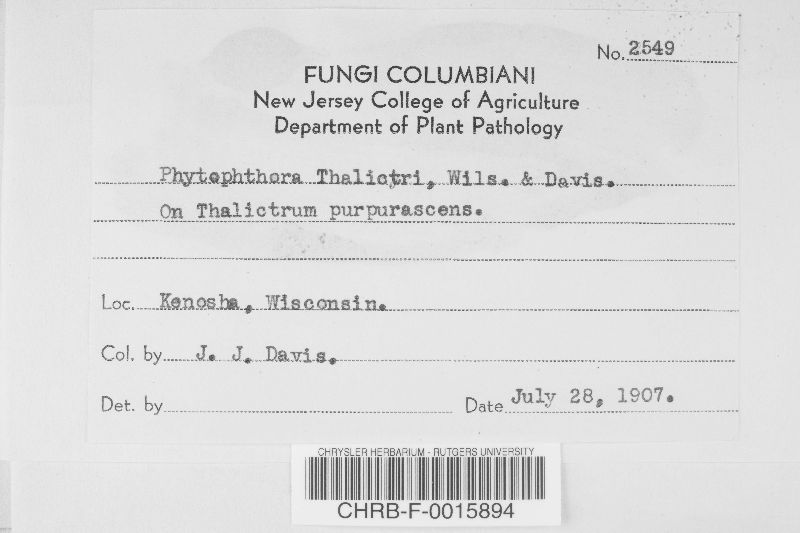 No. 2549
FUNGI COLUMBIANI
New Jersey College of Agriculture
Department of Plant Pathology
Phytophthora Thalictri, Wils. & Davis.
On Thalictrum purpurascens.
Loc. Kenosha, Wisconsin.
Col. by J. J. Davis.
Det. by
Date July 28, 1907.
CHRYSLER HERBARIUM - RUTGERS UNIVERSITY
CHRB-F-0015894